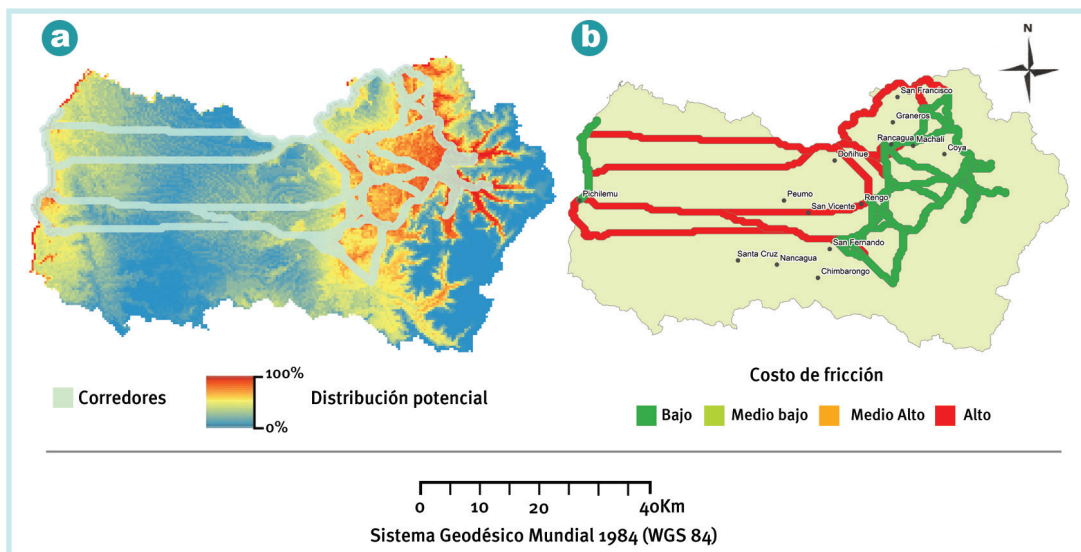 a
b
N
San Francisco
Graneros
Rancagua
Machalí
Coya
Doñihue
Pichilemu
Peumo
San Vicente
Rengo
San Fernando
Santa Cruz
Nancagua
Chimbarongo
Corredores
100%
0%
Distribución potencial
Costo de fricción
Bajo
Medio bajo
Medio Alto
Alto
0 10 20 40Km
Sistema Geodésico Mundial 1984 (WGS 84)